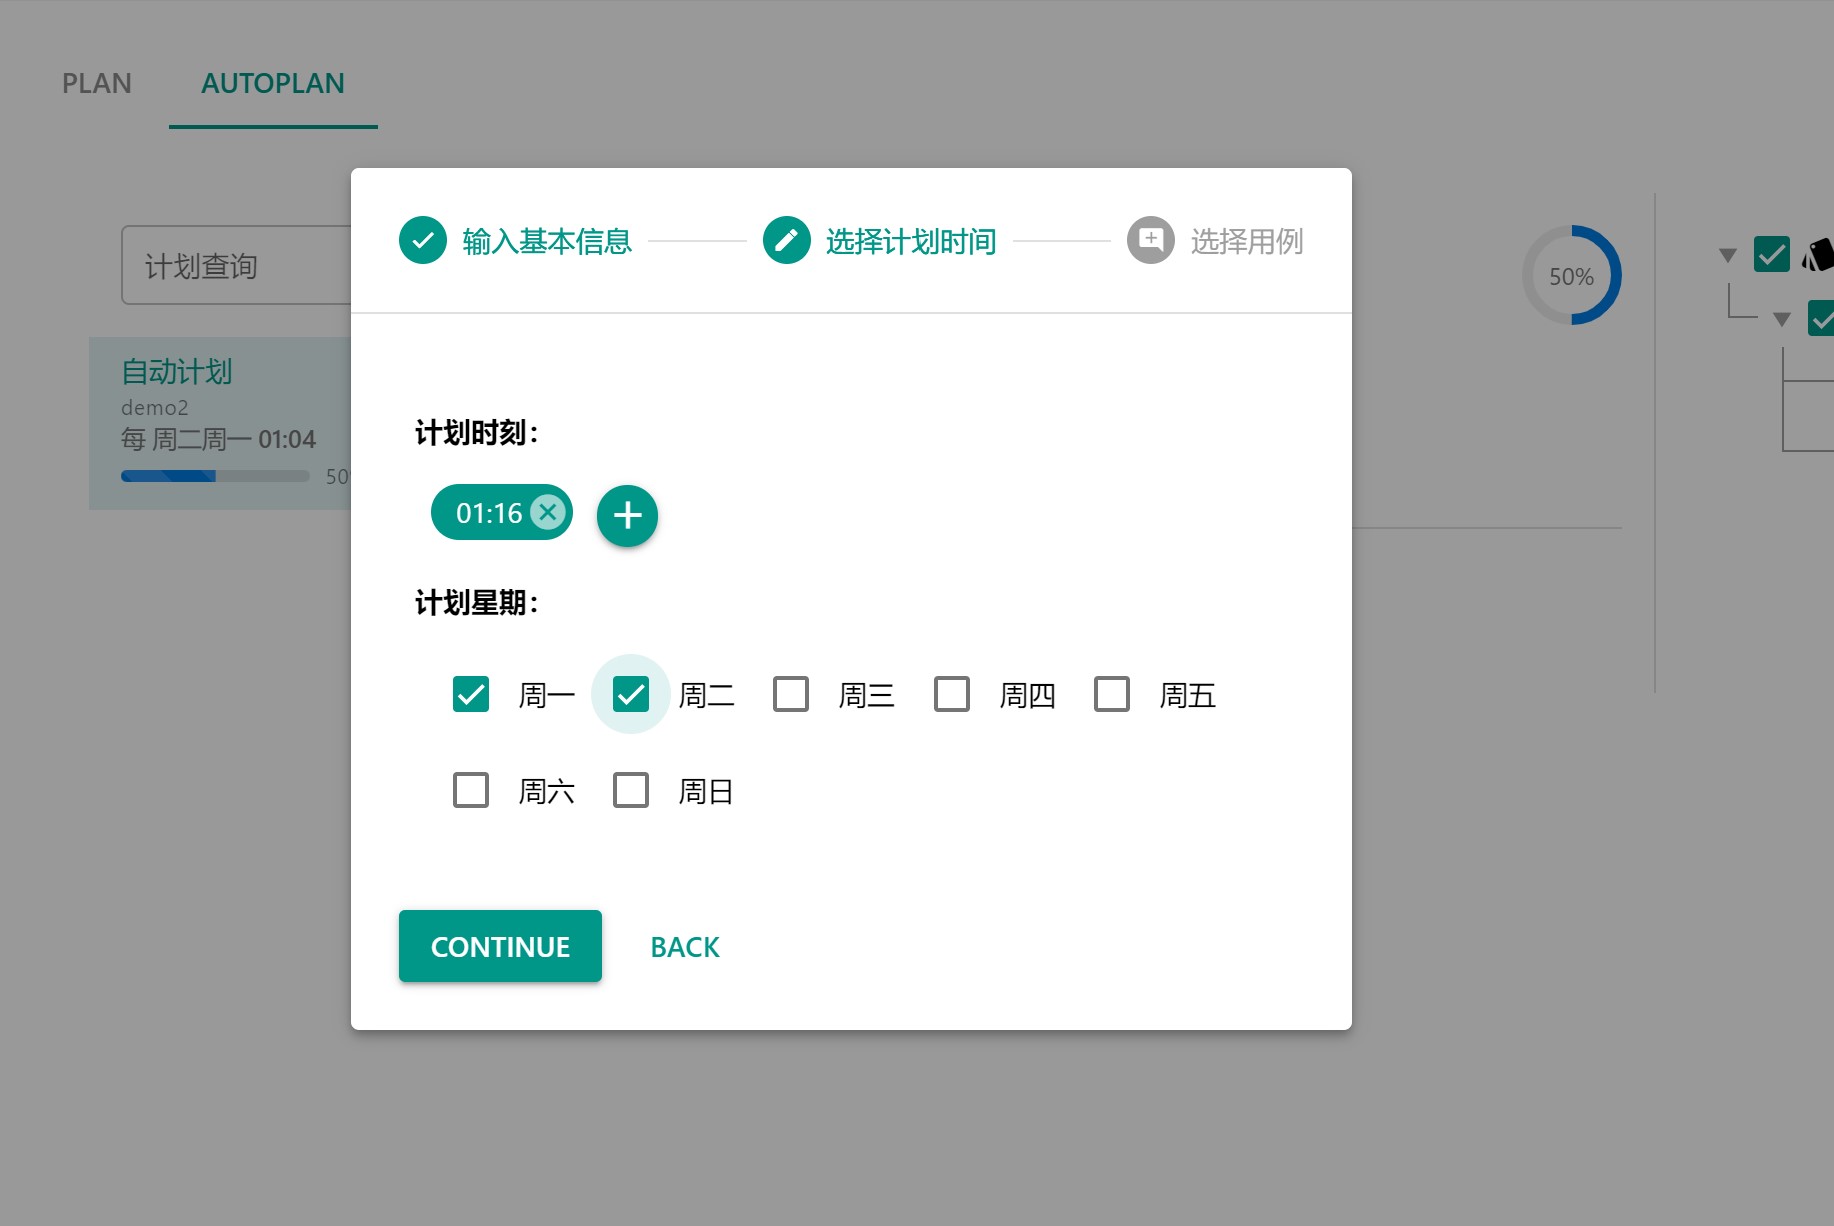 PLAN
AUTOPLAN
计划查询
自动计划
demo2
每 周二周一 01:04
50
50%
输入基本信息
选择计划时间
选择用例
计划时刻：
01:16
计划星期：
周一
周二
周三
周四
周五
周六
周日
CONTINUE
BACK